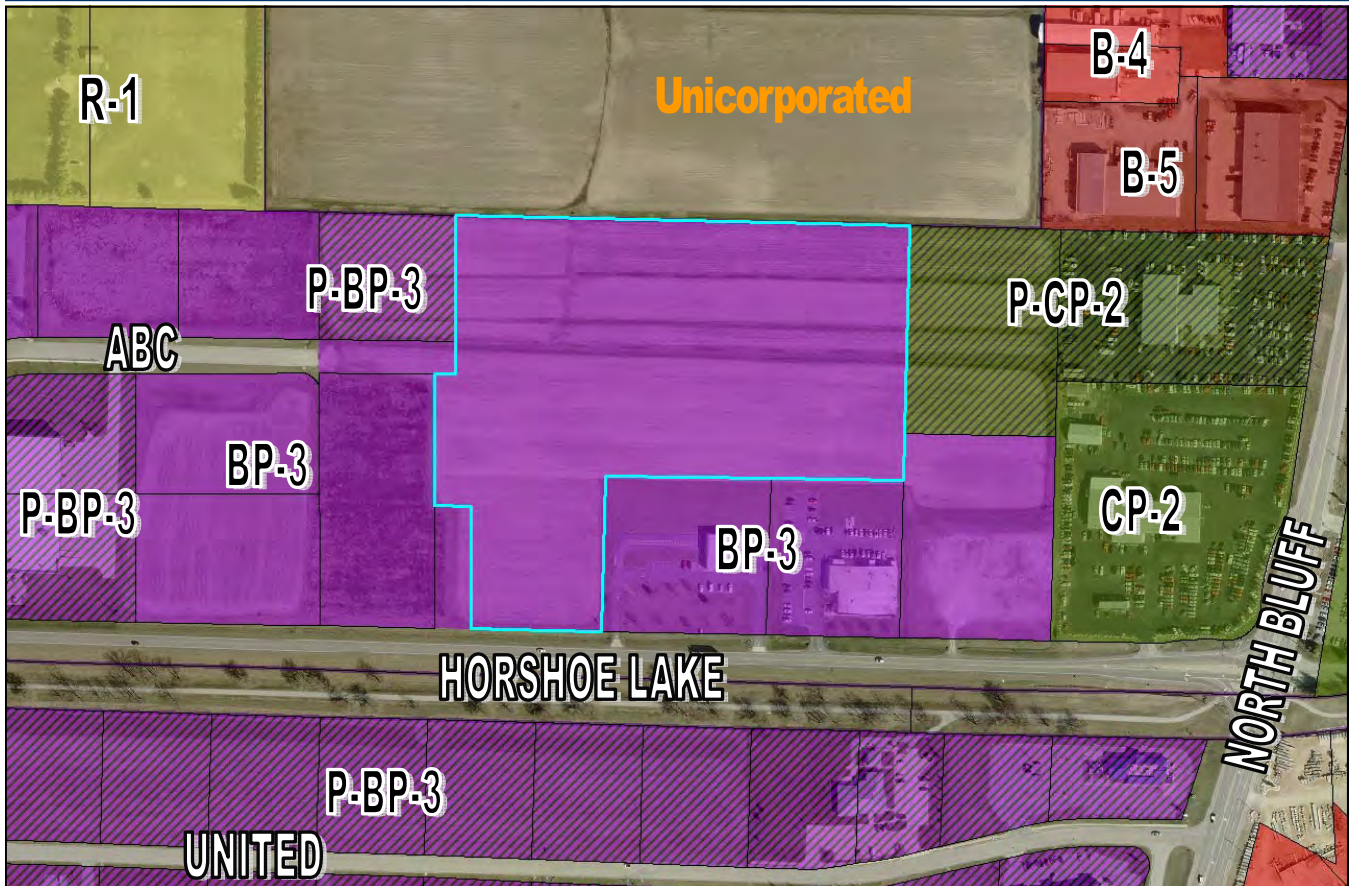 B-4
R-1
Unicorporated
B-5
P-BP-3
P-CP-2
ABC
BP-3
P-BP-3
CP-2
BP-3
HORSHOE LAKE
NORTH BLUFF
P-BP-3
UNITED